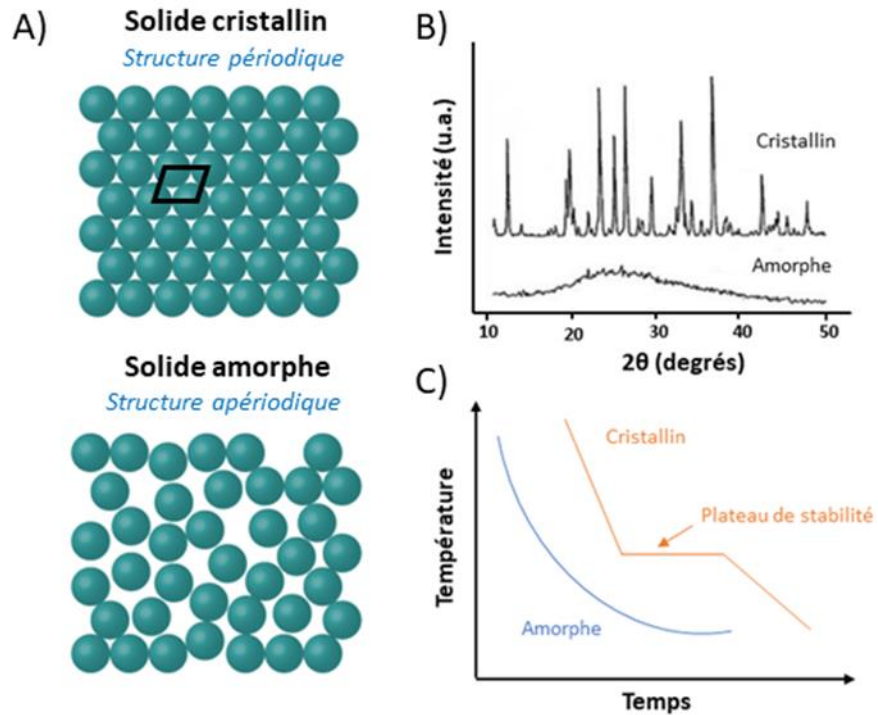 A)
Solide cristallin
Structure périodique
Solide amorphe
Structure apériodique
B)
Intensité (u.a.)
Cristallin
Amorphe
10 20 30 40 50
2θ (degrés)
C)
Température
Cristallin
Plateau de stabilité
Amorphe
Temps